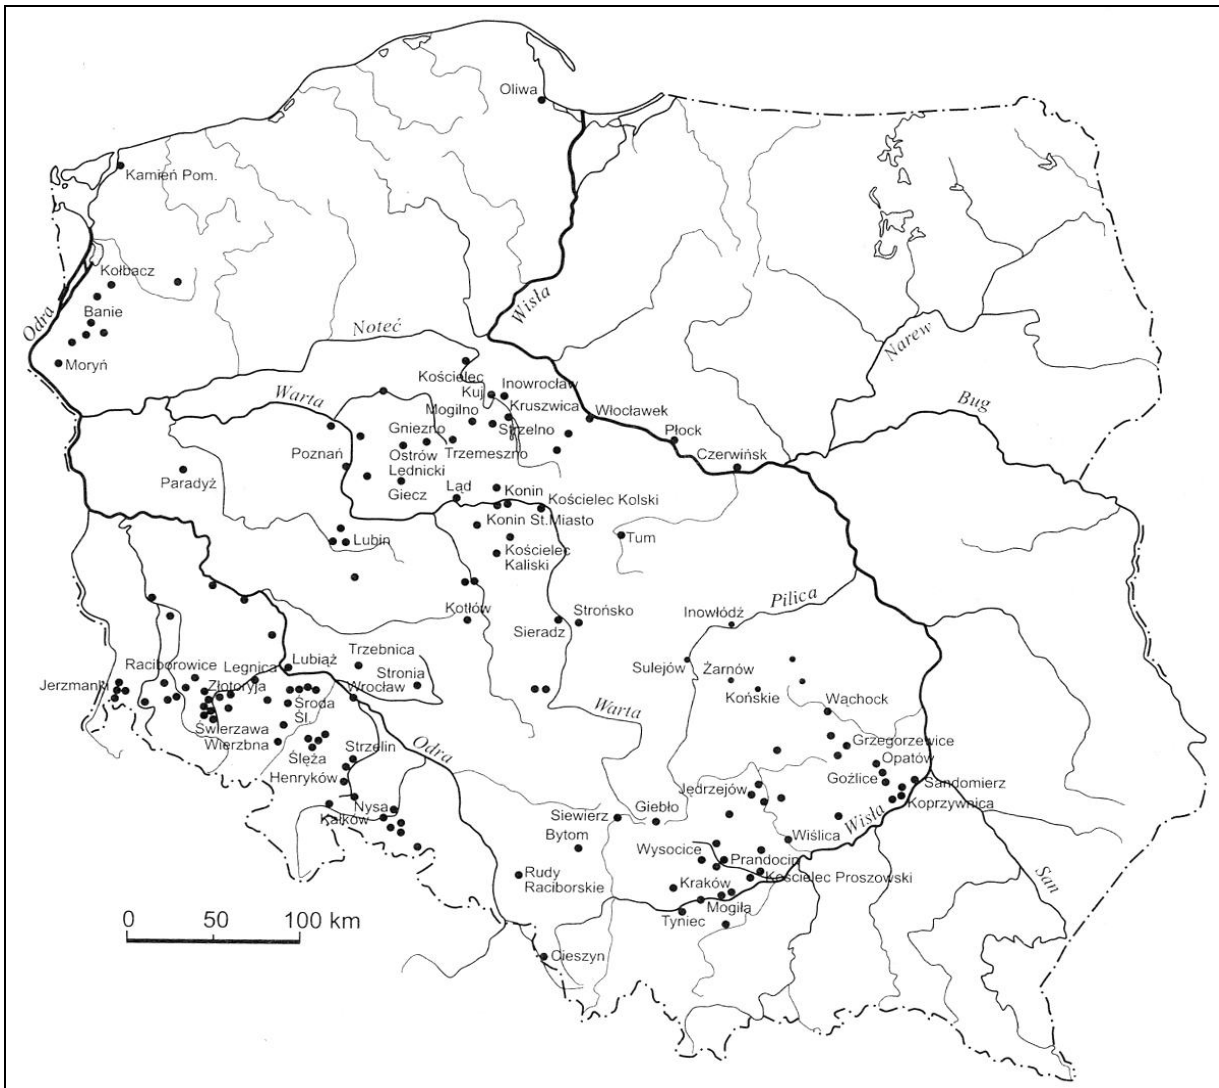 Oliwa
Kamień Pom.
Kołbacz
Banie
Odra
Moryń
Wisła
Noteć
Narew
Kościelec
Kuj
Inowrocław
Warta
Kruszwica
Mogilno
Włocławek
Bug
Gniezno
Strzelno
Płock
Poznań
Ostrów
Lednicki
Trzemeszno
Czerwińsk
Paradyż
Giecz
Ląd
Konin
Kościelec Kolski
Konin St.Miasto
Lubin
Tum
Kościelec
Kaliski
Pilica
Kotłów
Strońsko
Inowłódź
Sieradz
Trzebnica
Raciborowice
Legnica
Lubiąż
Sulejów
Żarnów
Stronia
Jerzmanki
Złotoryja
Wrocław
Końskie
Wąchock
Środa
Śl.
Warta
Świerzawa
Wierzbna
Strzelin
Odra
Grzegorzewice
Ślęża
Opatów
Henryków
Goźlice
Sandomierz
Jędrzejów
Koprzywnica
Nysa
Kałków
Siewierz
Giebło
Wisła
Bytom
Wiślica
Wysocice
Prandocin
Rudy
Raciborskie
Kraków
Kościelec Proszowski
San
Mogiła
Tyniec
0 50 100 km
Cieszyn